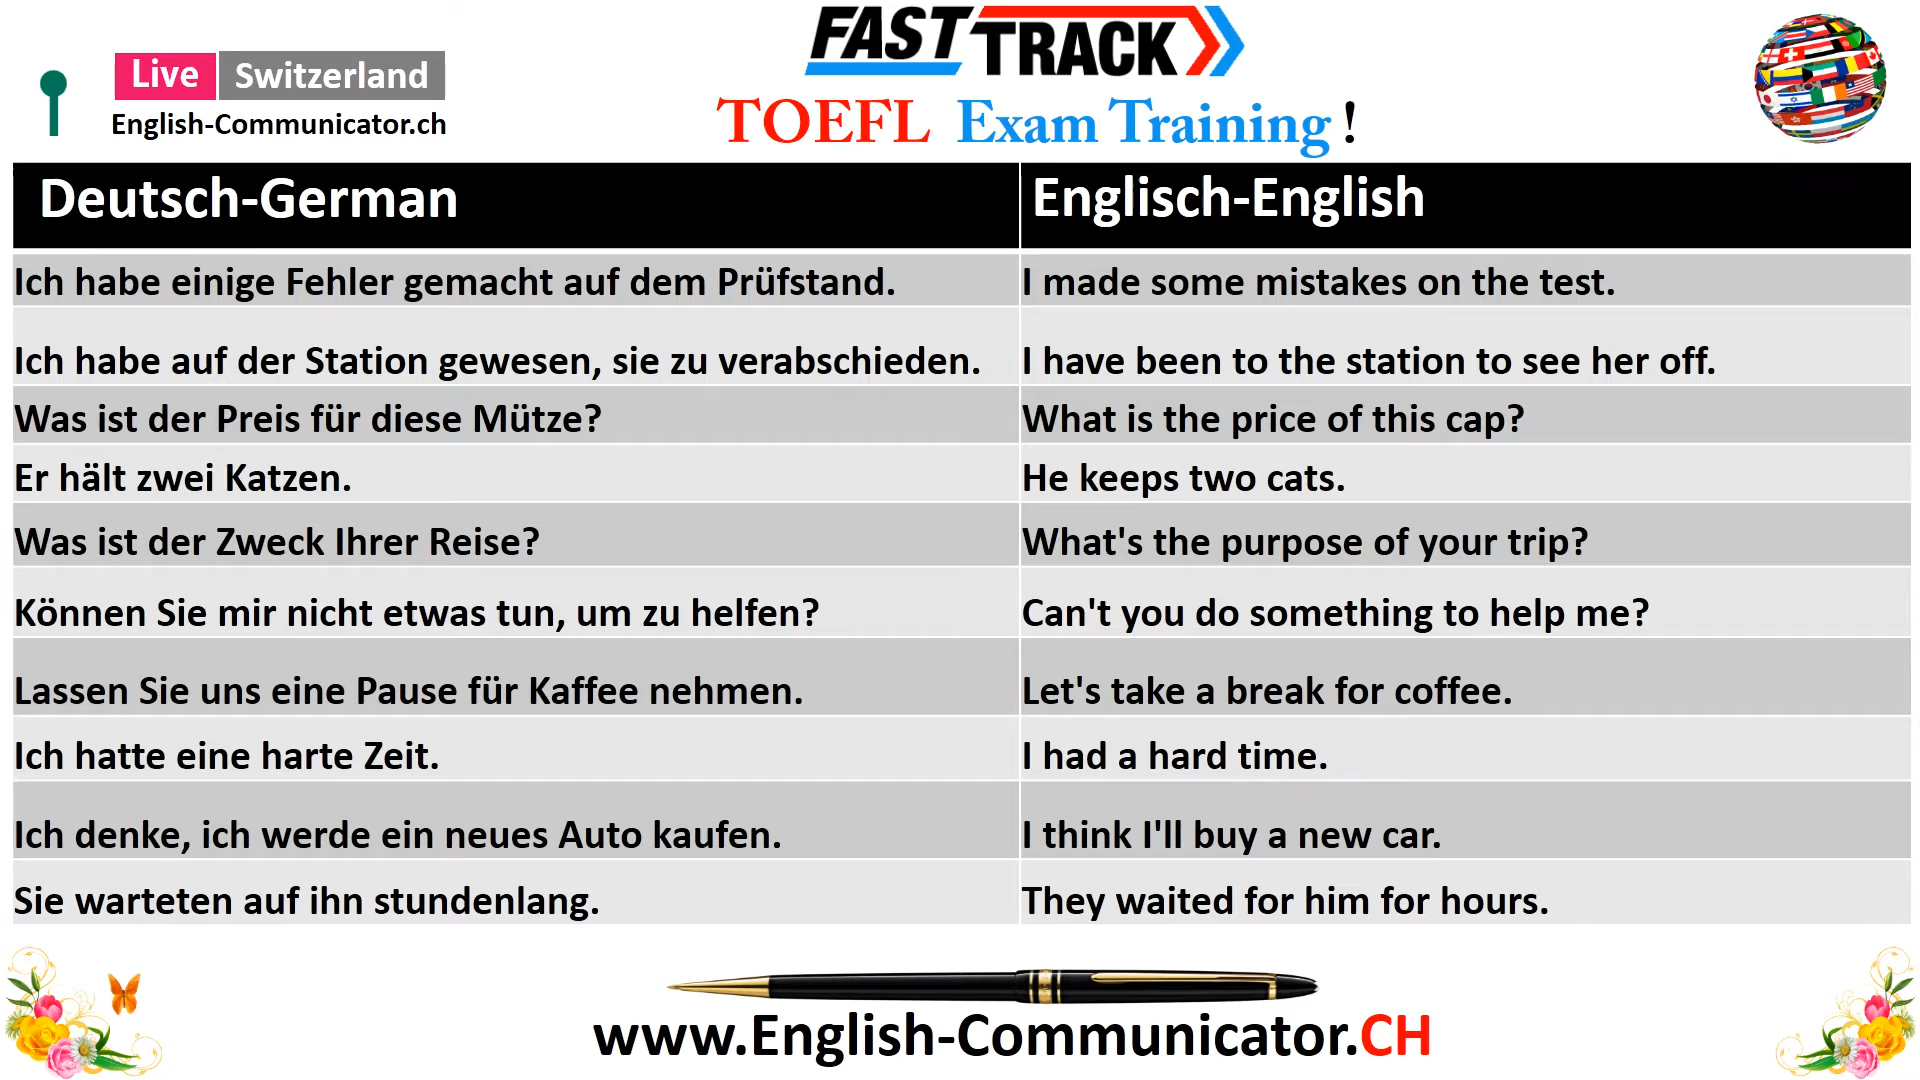 FAST TRACK
Live Switzerland
English-Communicator.ch
TOEFL Exam Training !
Deutsch-German Englisch-English
Ich habe einige Fehler gemacht auf dem Prüfstand. I made some mistakes on the test.
Ich habe auf der Station gewesen, sie zu verabschieden. I have been to the station to see her off.
Was ist der Preis für diese Mütze? What is the price of this cap?
Er hält zwei Katzen. He keeps two cats.
Was ist der Zweck Ihrer Reise? What's the purpose of your trip?
Können Sie mir nicht etwas tun, um zu helfen? Can't you do something to help me?
Lassen Sie uns eine Pause für Kaffee nehmen. Let's take a break for coffee.
Ich hatte eine harte Zeit. I had a hard time.
Ich denke, ich werde ein neues Auto kaufen. I think I'll buy a new car.
Sie warteten auf ihn stundenlang. They waited for him for hours.
www.English-Communicator.CH